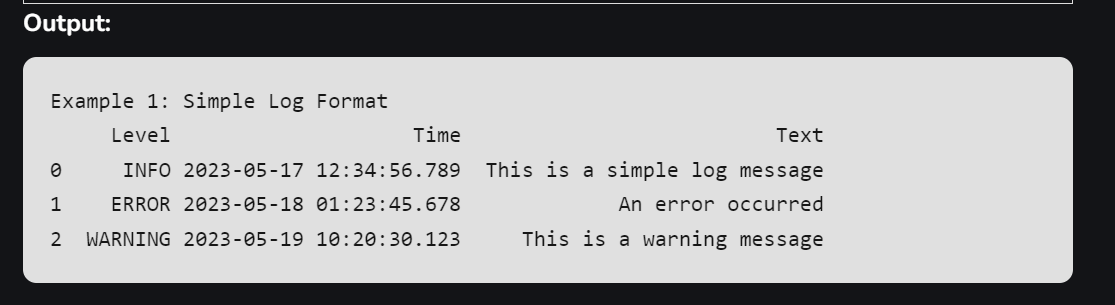 Output:
Example 1: Simple Log Format
Level Time Text
0 INFO 2023-05-17 12:34:56.789 This is a simple log message
1 ERROR 2023-05-18 01:23:45.678 An error occurred
2 WARNING 2023-05-19 10:20:30.123 This is a warning message